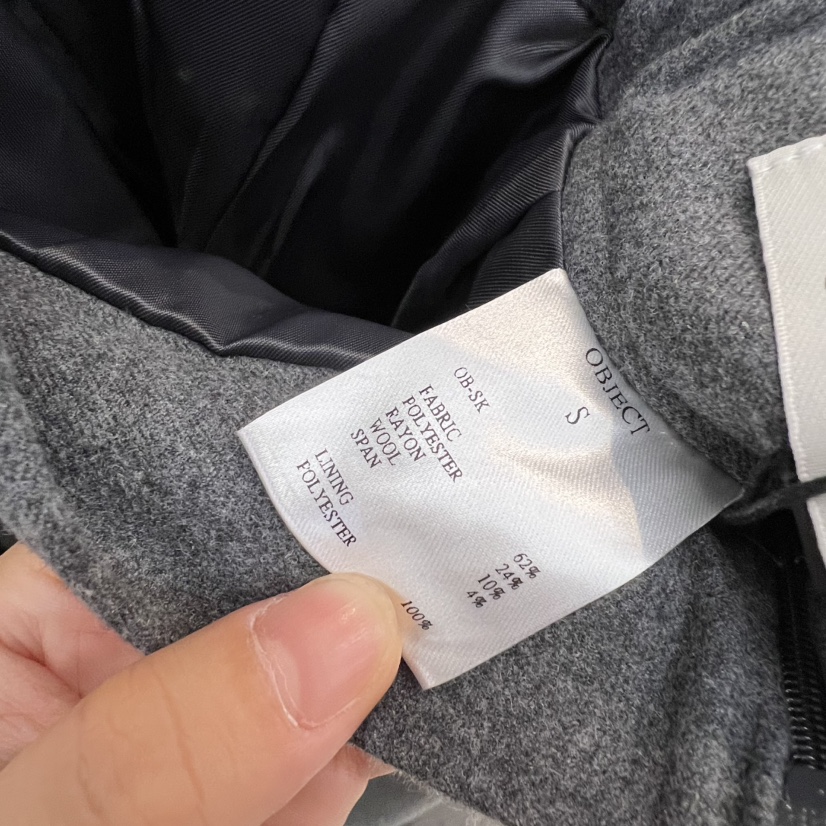 OBJECT
S
OB-SK
FABRIC
POLYESTER 62%
RAYON 24%
WOOL 10%
SPAN 4%
LINING
POLYESTER 100%